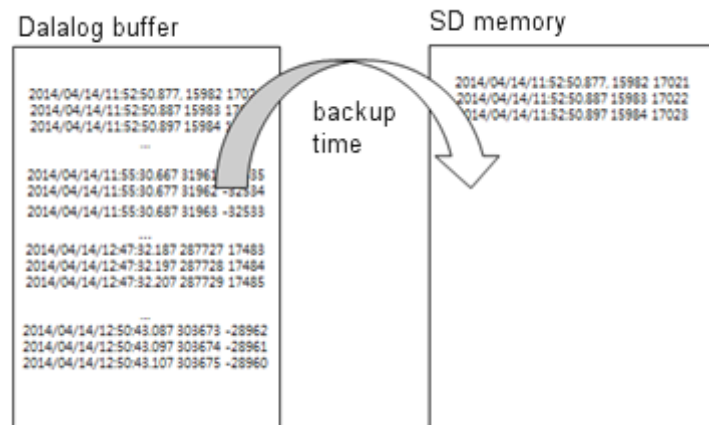 Dalalog buffer
SD memory
2014/04/14/11:52:50.877, 15982
2014/04/14/11:52:50.887 15983
2014/04/14/11:52:50.897 15984
...
2014/04/14/11:55:30.667
2014/04/14/11:55:30.677 31962 -32534
2014/04/14/11:55:30.687 31963 -32533
...
2014/04/14/12:47:32.187 287727 17483
2014/04/14/12:47:32.197 287728 17484
2014/04/14/12:47:32.207 287729 17485
...
2014/04/14/12:50:43.087 303673 -28962
2014/04/14/12:50:43.097 303674 -28961
2014/04/14/12:50:43.107 303675 -28960
backup
time
2014/04/14/11:52:50.877, 15982 17021
2014/04/14/11:52:50.887 15983 17022
2014/04/14/11:52:50.897 15984 17023